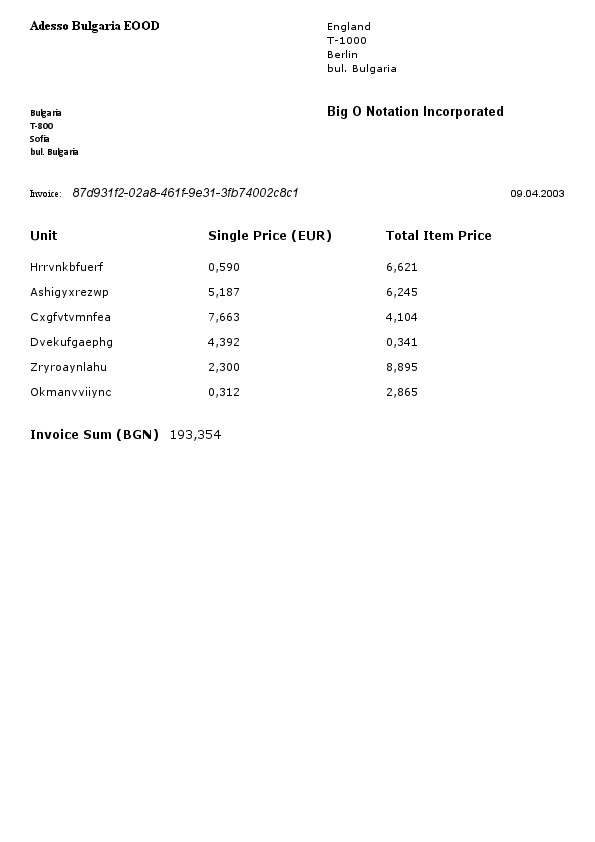 Adesso Bulgaria EOOD
England
T-1000
Berlin
bul. Bulgaria
Bulgaria
T-800
Sofia
bul. Bulgaria
Big O Notation Incorporated
Invoice: 87d931f2-02a8-461f-9e31-3fb74002c8c1 09.04.2003
Unit Single Price (EUR) Total Item Price
Hrrvnkbfuerf 0,590 6,621
Ashigyxrezwp 5,187 6,245
Cxgfvtvmnfea 7,663 4,104
Dvekufgaephg 4,392 0,341
Zryroaynlahu 2,300 8,895
Okmanvviiync 0,312 2,865
Invoice Sum (BGN) 193,354